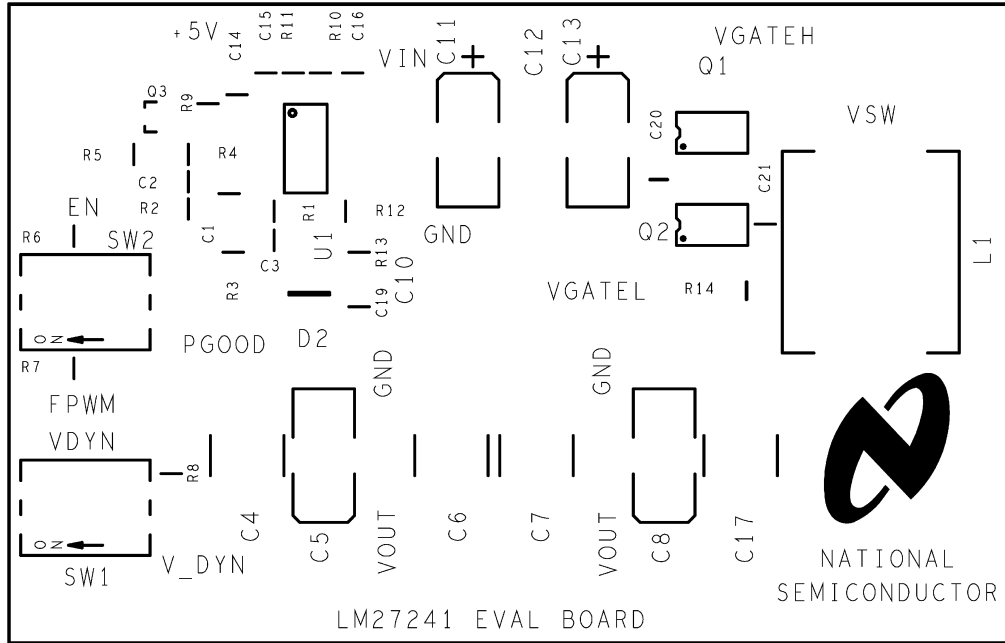 +5V
C14
C15
R11
R10
C16
VIN
C11
+
C12
C13
+
VGATEH
Q1
Q3
R9
C20
VSW
R5
R4
C21
C2
R2
R1
R12
EN
C1
GND
Q2
L1
R6
SW2
C3
U1
R13
C10
R3
C19
VGATEL
R14
ON
PGOOD
D2
R7
GND
GND
FPWM
VDYN
R8
C4
C5
VOUT
C6
C7
VOUT
C8
C17
ON
SW1
V_DYN
NATIONAL
SEMICONDUCTOR
LM27241 EVAL BOARD